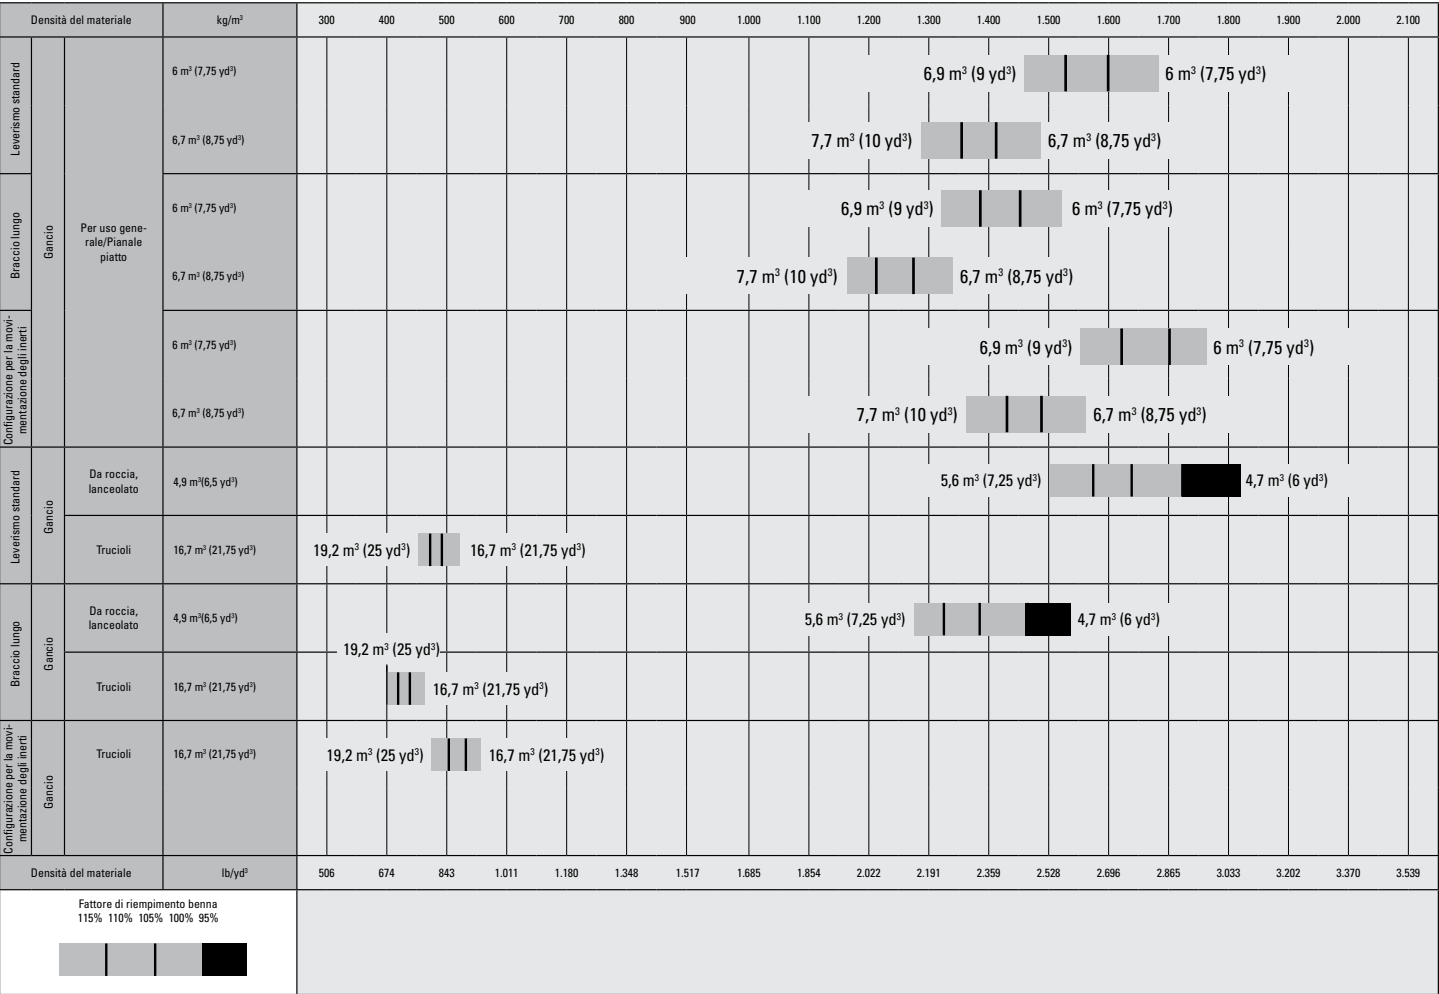 Densità del materiale kg/m³ 300 400 500 600 700 800 900 1.000 1.100 1.200 1.300 1.400 1.500 1.600 1.700 1.800 1.900 2.000 2.100
Leverismo standard
Gancio
Per uso gene-
rale/Pianale
piatto
6 m³ (7,75 yd³)
6,9 m³ (9 yd³) 6 m³ (7,75 yd³)
6,7 m³ (8,75 yd³)
7,7 m³ (10 yd³) 6,7 m³ (8,75 yd³)
Braccio lungo
6 m³ (7,75 yd³)
6,9 m³ (9 yd³) 6 m³ (7,75 yd³)
6,7 m³ (8,75 yd³)
7,7 m³ (10 yd³) 6,7 m³ (8,75 yd³)
Configurazione per la movi-
mentazione degli inerti
6 m³ (7,75 yd³)
6,9 m³ (9 yd³) 6 m³ (7,75 yd³)
6,7 m³ (8,75 yd³)
7,7 m³ (10 yd³) 6,7 m³ (8,75 yd³)
Leverismo standard
Gancio
Da roccia,
lanceolato
4,9 m³(6,5 yd³)
5,6 m³ (7,25 yd³) 4,7 m³ (6 yd³)
Trucioli
16,7 m³ (21,75 yd³)
19,2 m³ (25 yd³) 16,7 m³ (21,75 yd³)
Braccio lungo
Gancio
Da roccia,
lanceolato
4,9 m³(6,5 yd³)
5,6 m³ (7,25 yd³) 4,7 m³ (6 yd³)
19,2 m³ (25 yd³)
Trucioli
16,7 m³ (21,75 yd³)
16,7 m³ (21,75 yd³)
Configurazione per la movi-
mentazione degli inerti
Gancio
Trucioli
16,7 m³ (21,75 yd³)
19,2 m³ (25 yd³) 16,7 m³ (21,75 yd³)
Densità del materiale lb/yd³ 506 674 843 1.011 1.180 1.348 1.517 1.685 1.854 2.022 2.191 2.359 2.528 2.696 2.865 3.033 3.202 3.370 3.539
Fattore di riempimento benna
115% 110% 105% 100% 95%